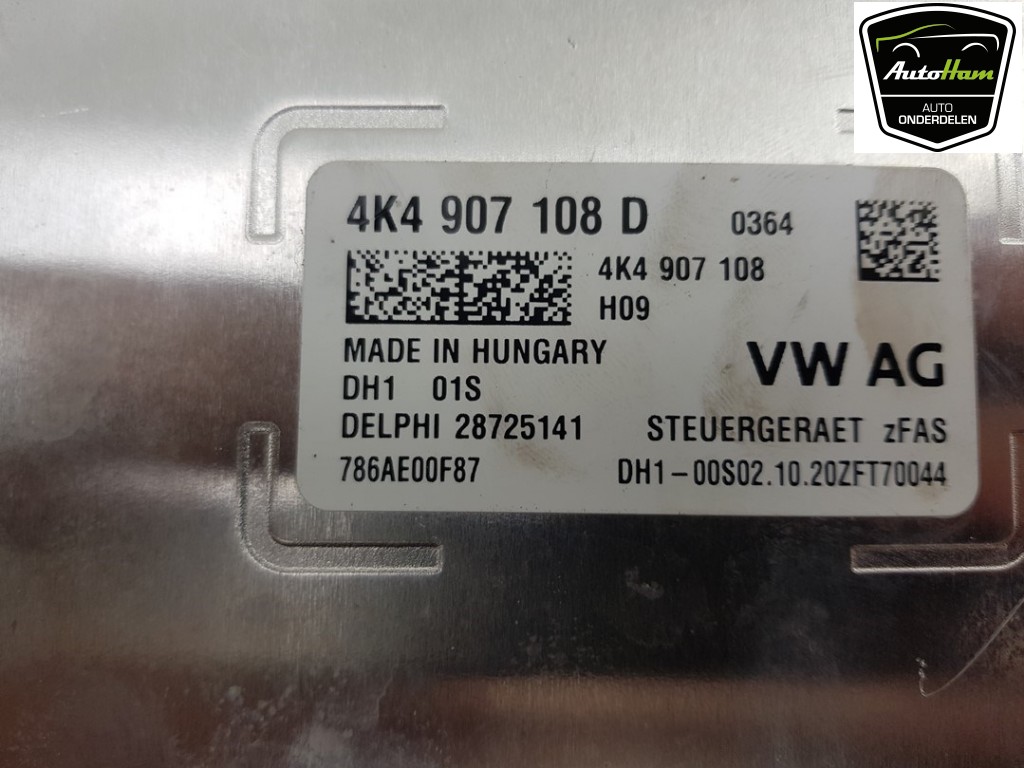 AutoHam
AUTO
ONDERDELEN
4K4 907 108 D 0364
4K4 907 108
H09
MADE IN HUNGARY
VW AG
DH1 01S
DELPHI 28725141 STEUERGERAET zFAS
786AE00F87 DH1-00S02.10.20ZFT70044